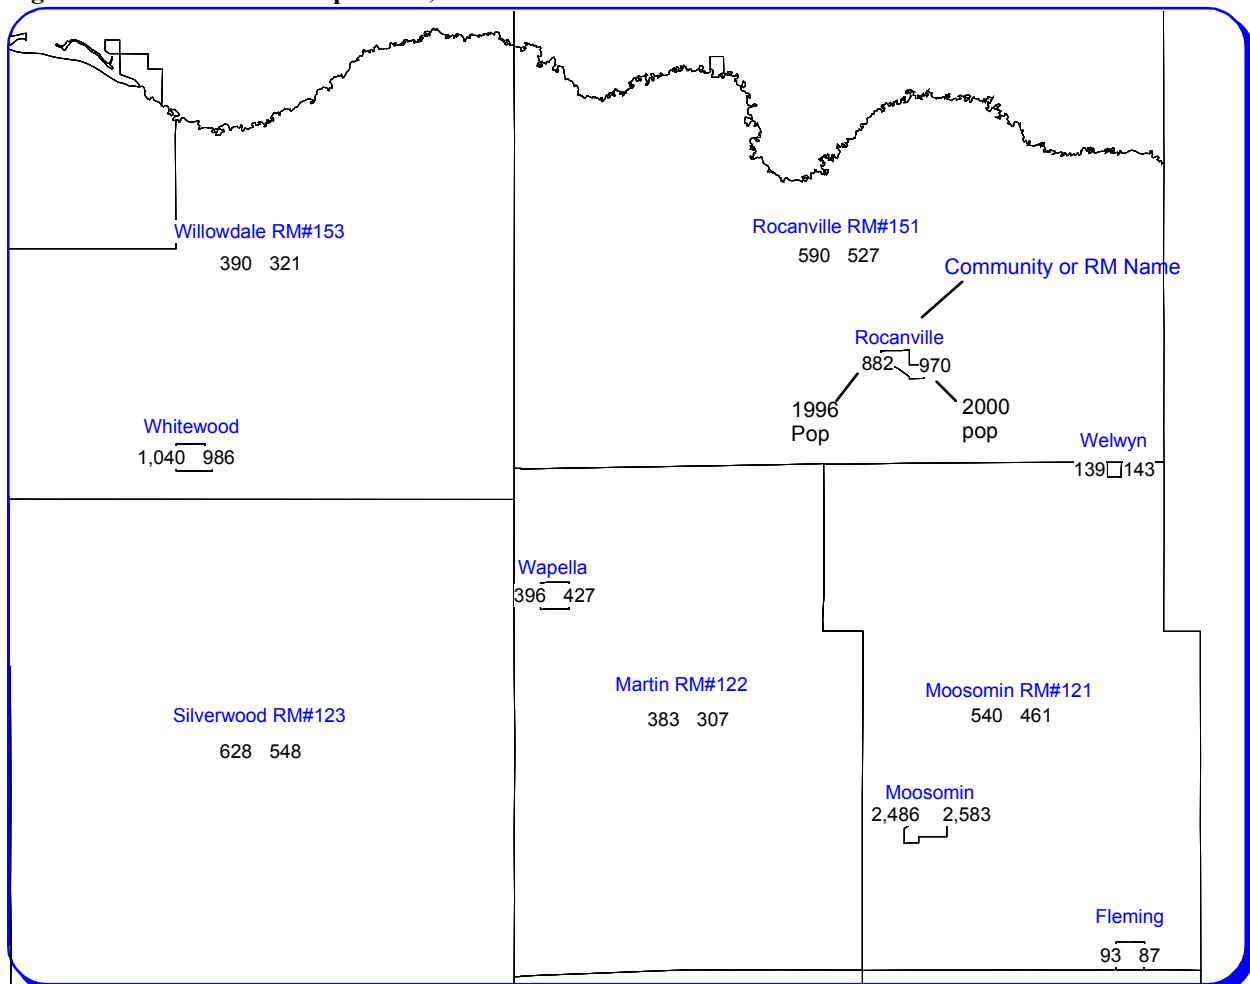 Willowdale RM#153
390 321
Rocanville RM#151
590 527
Community or RM Name
Rocanville
882 970
1996
Pop
2000
pop
Whitewood
1,040 986
Welwyn
139 143
Wapella
396 427
Martin RM#122
383 307
Moosomin RM#121
540 461
Silverwood RM#123
628 548
Moosomin
2,486 2,583
Fleming
93 87